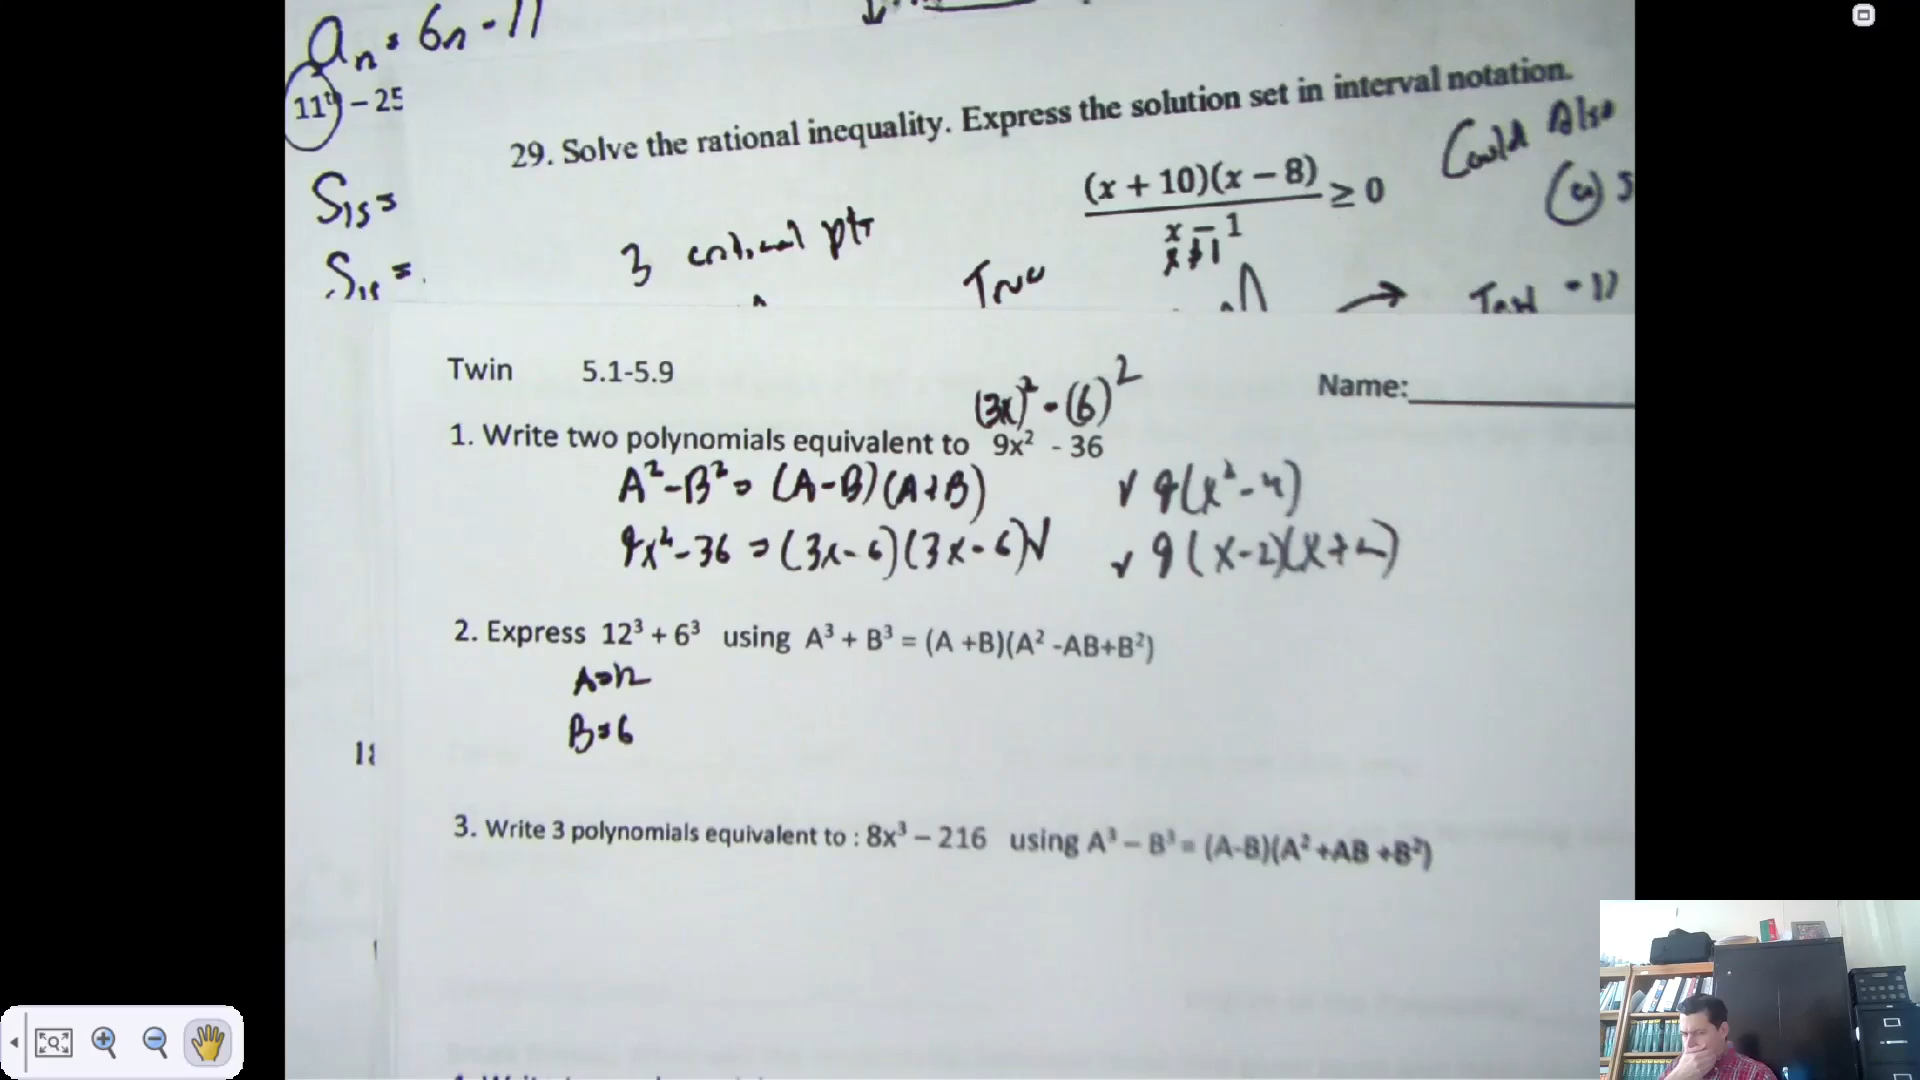 an = 6n - 11
11th – 25
S15 =
S15 =
29. Solve the rational inequality. Express the solution set in interval notation.
(x + 10)(x − 8)
≥ 0
x − 1
x ≠ 1
3 critical pts
True
Could Also
Test -11
Twin 5.1-5.9
Name:
(3x)² - (6)²
1. Write two polynomials equivalent to 9x² - 36
A² - B² = (A - B)(A + B)
√ 9(x² - 4)
9x² - 36 = (3x - 6)(3x - 6) √
√ 9(x - 2)(x + 2)
2. Express 12³ + 6³ using A³ + B³ = (A +B)(A² -AB+B²)
A = 12
B = 6
18
3. Write 3 polynomials equivalent to : 8x³ – 216 using A³ – B³ = (A-B)(A² +AB +B²)